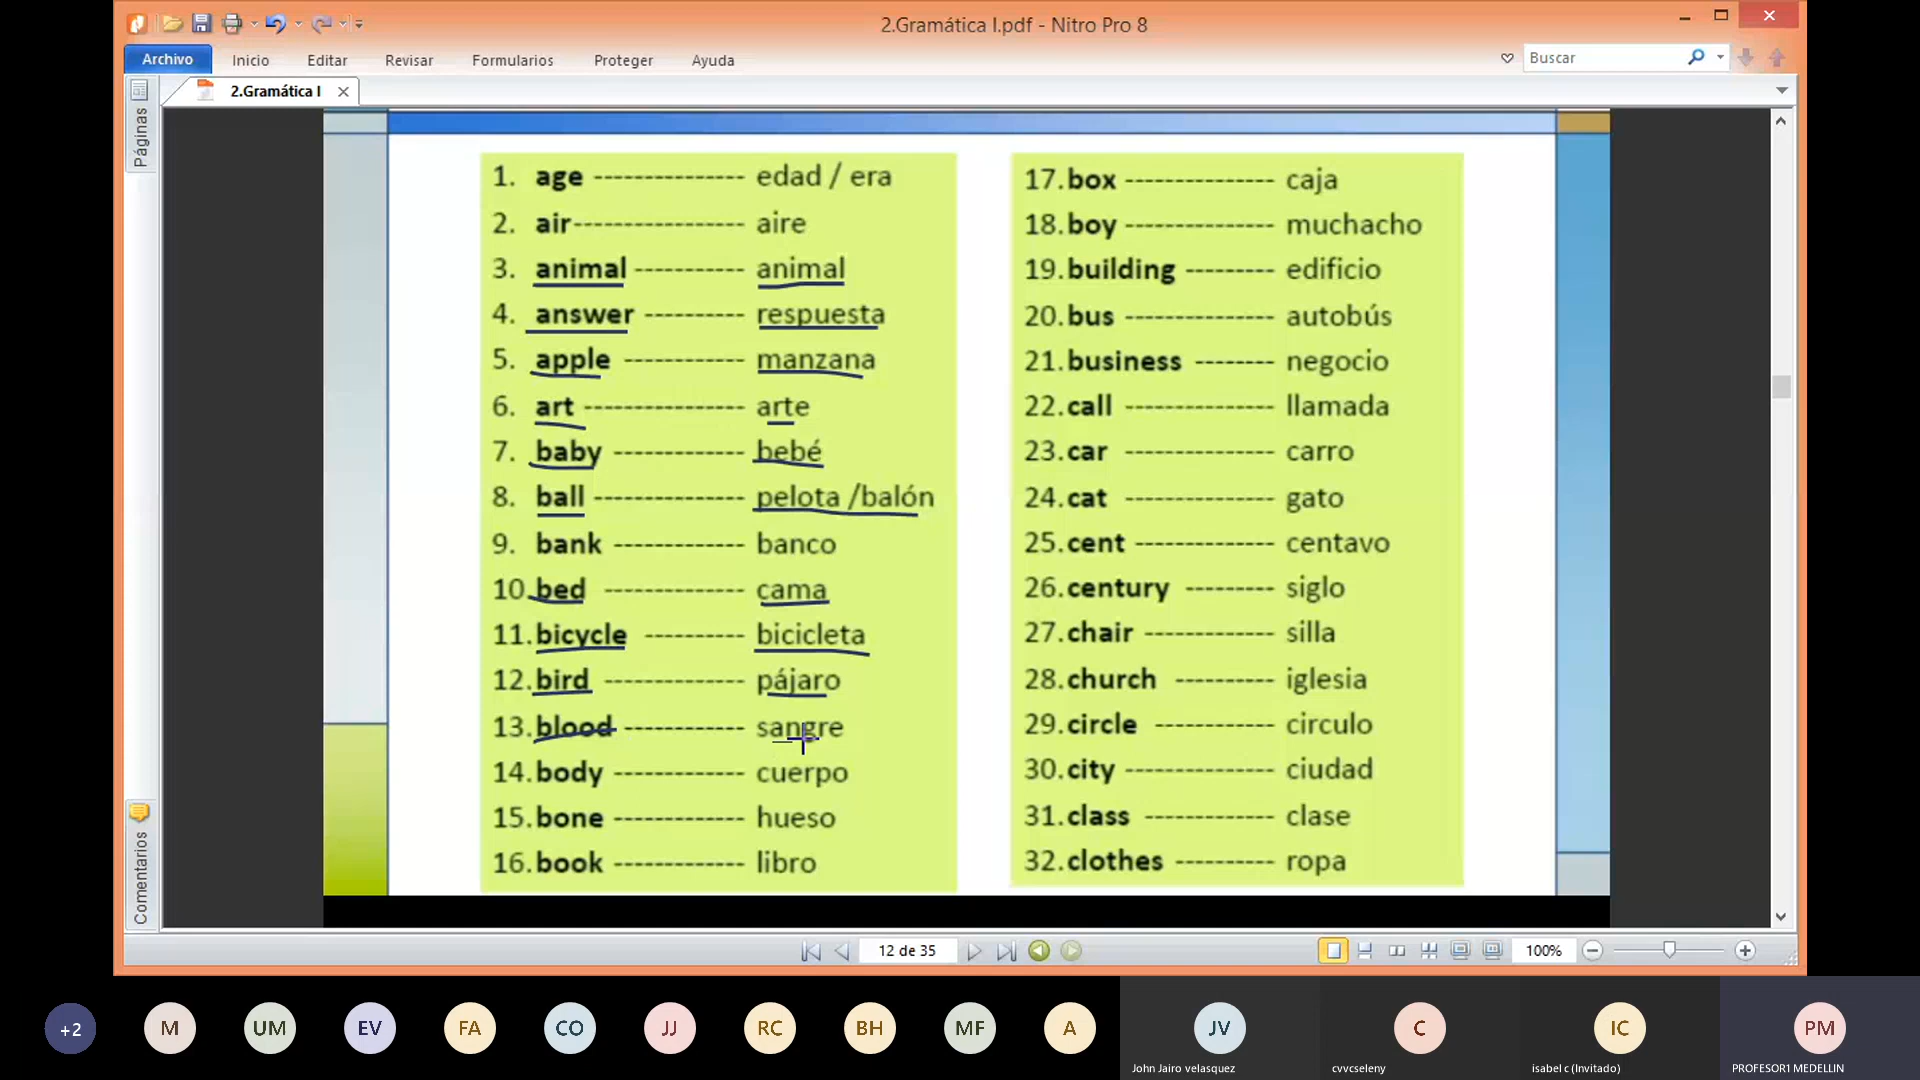 2.Gramática I.pdf - Nitro Pro 8
Archivo Inicio Editar Revisar Formularios Proteger Ayuda Buscar
2.Gramática I
Páginas
1. age --------------- edad / era
2. air----------------- aire
3. animal ----------- animal
4. answer ---------- respuesta
5. apple ------------ manzana
6. art ---------------- arte
7. baby ------------- bebé
8. ball --------------- pelota /balón
9. bank ------------- banco
10. bed -------------- cama
11. bicycle ---------- bicicleta
12. bird -------------- pájaro
13. blood ------------ sangre
14. body ------------- cuerpo
15. bone ------------- hueso
16. book ------------- libro
17. box --------------- caja
18. boy --------------- muchacho
19. building --------- edificio
20. bus --------------- autobús
21. business -------- negocio
22. call --------------- llamada
23. car --------------- carro
24. cat --------------- gato
25. cent -------------- centavo
26. century --------- siglo
27. chair ------------- silla
28. church ---------- iglesia
29. circle ------------ circulo
30. city --------------- ciudad
31. class ------------- clase
32. clothes ---------- ropa
Comentarios
12 de 35
100%
+2 M UM EV FA CO JJ RC BH MF A JV C IC PM
John Jairo velasquez cvvcseleny isabel c (Invitado) PROFESOR1 MEDELLIN